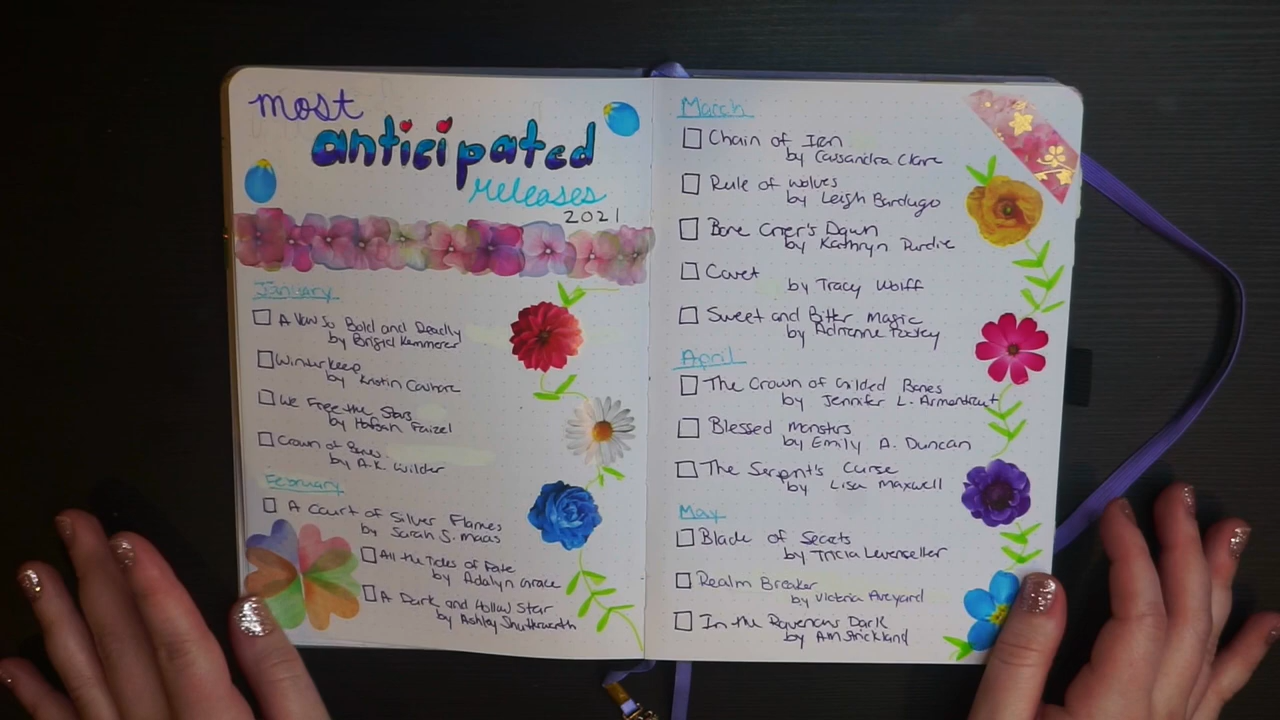 most
anticipated
releases
2021
January
A Vow So Bold and Deadly
by Brigid Kemmerer
Winterkeep
by Kristin Cashore
We Free the Stars
by Hafsah Faizal
Crown of Bones
by A.K. Wilder
February
A Court of Silver Flames
by Sarah S. Maas
All the Tides of Fate
by Adalyn Grace
A Dark and Hollow Star
by Ashley Shuttleworth
March
Chain of Iron
by Cassandra Clare
Rule of Wolves
by Leigh Bardugo
Bone Crier's Dawn
by Kathryn Purdie
Covet
by Tracy Wolff
Sweet and Bitter Magic
by Adrienne Tooley
April
The Crown of Gilded Bones
by Jennifer L. Armentrout
Blessed Monsters
by Emily A. Duncan
The Serpent's Curse
by Lisa Maxwell
May
Blade of Secrets
by Tricia Levenseller
Realm Breaker
by Victoria Aveyard
In the Ravenous Dark
by A.M. Strickland